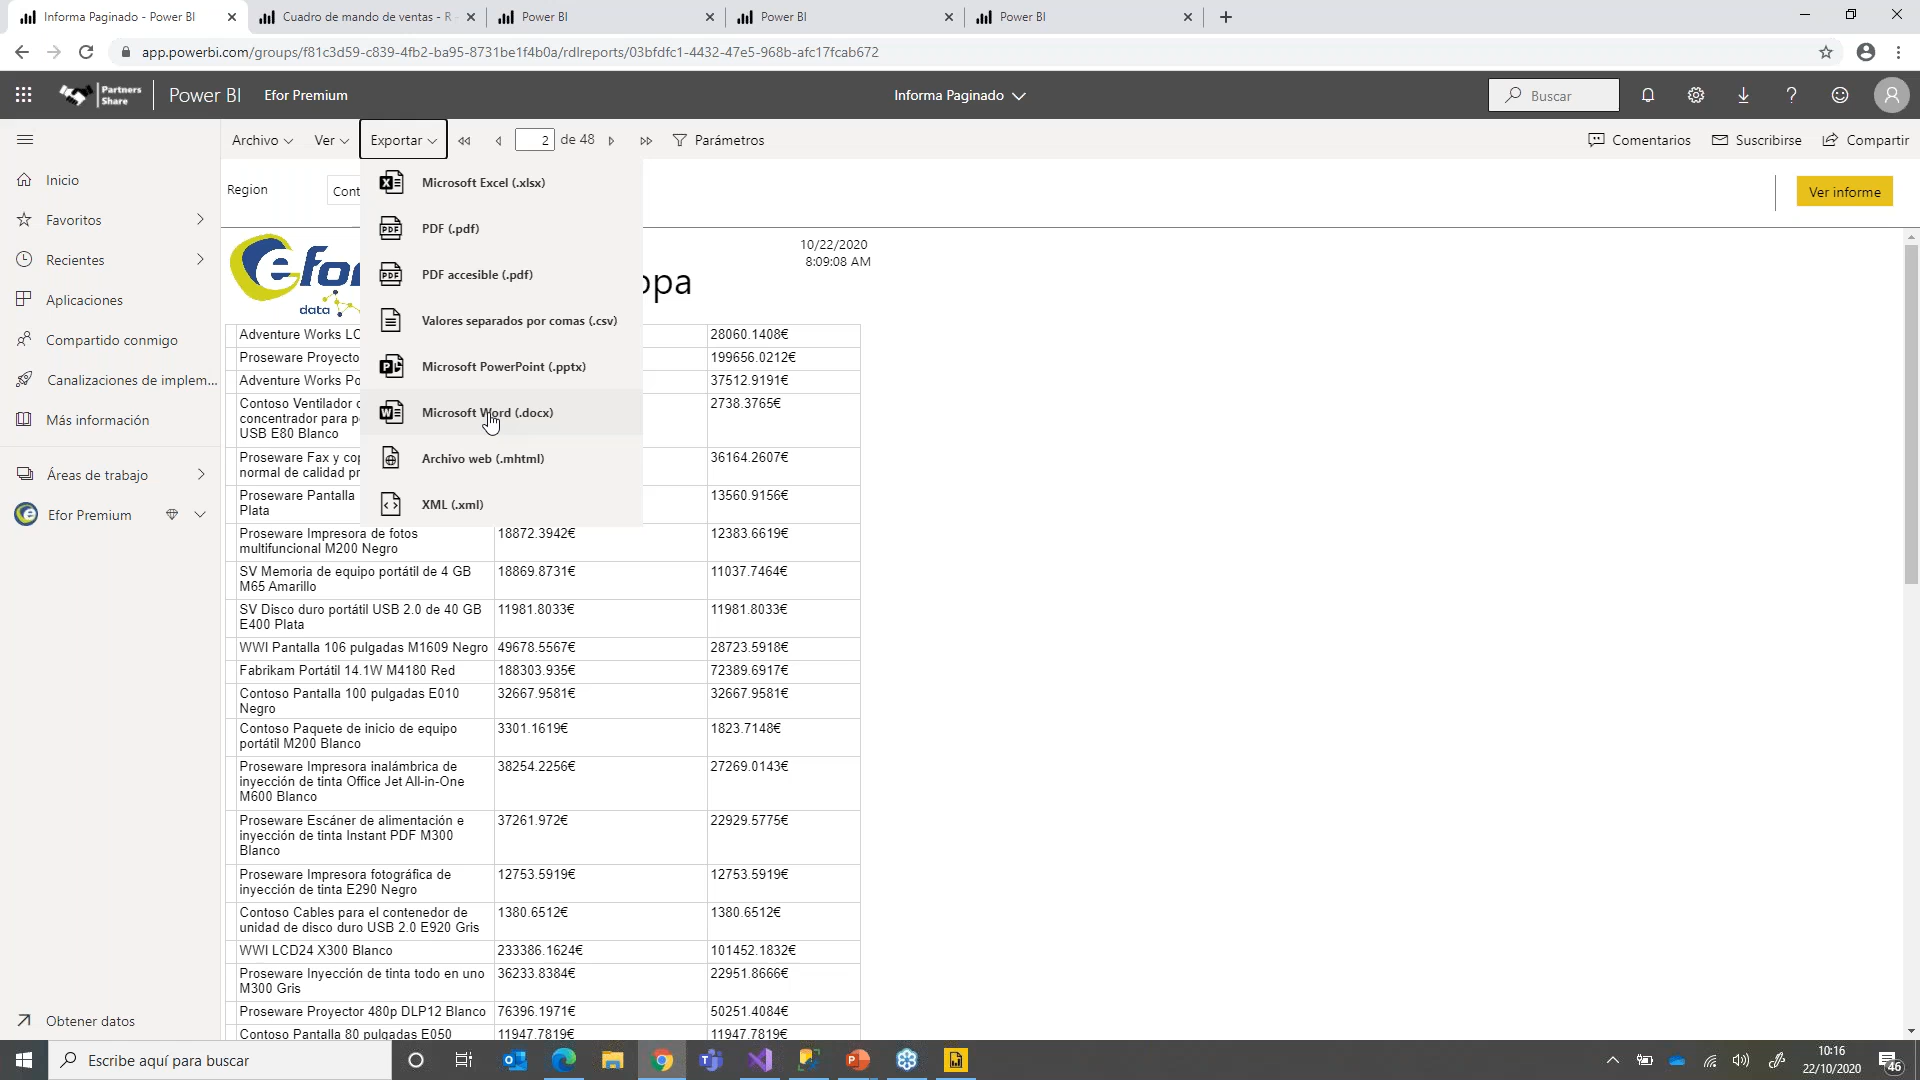 Informa Paginado - Power BI
Cuadro de mando de ventas - R
Power BI
Power BI
Power BI
app.powerbi.com/groups/f81c3d59-c839-4fb2-ba95-8731be1f4b0a/rdlreports/03bfdfc1-4432-47e5-968b-afc17fcab672
Partners Share
Power BI
Efor Premium
Informa Paginado
Buscar
Archivo
Ver
Exportar
2 de 48
Parámetros
Comentarios
Suscribirse
Compartir
Inicio
Favoritos
Recientes
Aplicaciones
Compartido conmigo
Canalizaciones de implem...
Más información
Áreas de trabajo
Efor Premium
Obtener datos
Region
Cont
Ver informe
Microsoft Excel (.xlsx)
PDF (.pdf)
PDF accesible (.pdf)
Valores separados por comas (.csv)
Microsoft PowerPoint (.pptx)
Microsoft Word (.docx)
Archivo web (.mhtml)
XML (.xml)
efor
data
opa
10/22/2020
8:09:08 AM
Adventure Works LC 28060.1408€
Proseware Proyecto 199656.0212€
Adventure Works Po 37512.9191€
Contoso Ventilador c 2738.3765€
concentrador para p
USB E80 Blanco
Proseware Fax y cop 36164.2607€
normal de calidad pr
Proseware Pantalla 13560.9156€
Plata
Proseware Impresora de fotos 18872.3942€ 12383.6619€
multifuncional M200 Negro
SV Memoria de equipo portátil de 4 GB 18869.8731€ 11037.7464€
M65 Amarillo
SV Disco duro portátil USB 2.0 de 40 GB 11981.8033€ 11981.8033€
E400 Plata
WWI Pantalla 106 pulgadas M1609 Negro 49678.5567€ 28723.5918€
Fabrikam Portátil 14.1W M4180 Red 188303.935€ 72389.6917€
Contoso Pantalla 100 pulgadas E010 32667.9581€ 32667.9581€
Negro
Contoso Paquete de inicio de equipo 3301.1619€ 1823.7148€
portátil M200 Blanco
Proseware Impresora inalámbrica de 38254.2256€ 27269.0143€
inyección de tinta Office Jet All-in-One
M600 Blanco
Proseware Escáner de alimentación e 37261.972€ 22929.5775€
inyección de tinta Instant PDF M300
Blanco
Proseware Impresora fotográfica de 12753.5919€ 12753.5919€
inyección de tinta E290 Negro
Contoso Cables para el contenedor de 1380.6512€ 1380.6512€
unidad de disco duro USB 2.0 E920 Gris
WWI LCD24 X300 Blanco 233386.1624€ 101452.1832€
Proseware Inyección de tinta todo en uno 36233.8384€ 22951.8666€
M300 Gris
Proseware Proyector 480p DLP12 Blanco 76396.1971€ 50251.4084€
Contoso Pantalla 80 pulgadas E050 11947.7819€ 11947.7819€
Escribe aquí para buscar
10:16
22/10/2020
46